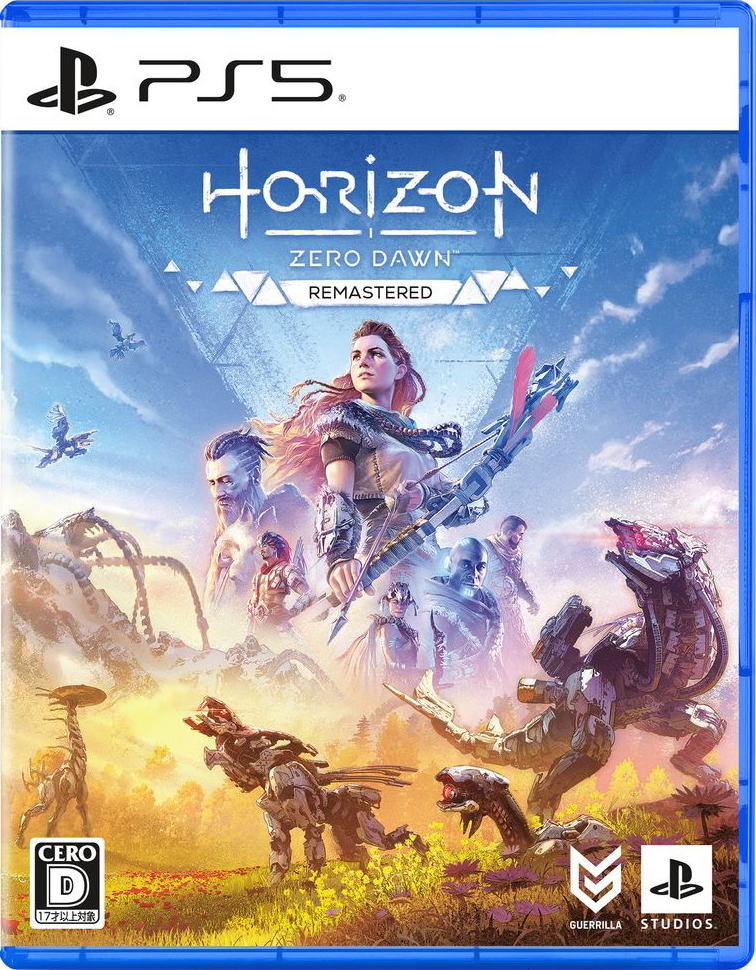 PS5®
HORIZON
ZERO DAWN™
REMASTERED
CERO
D
17才以上対象
GUERRILLA
STUDIOS